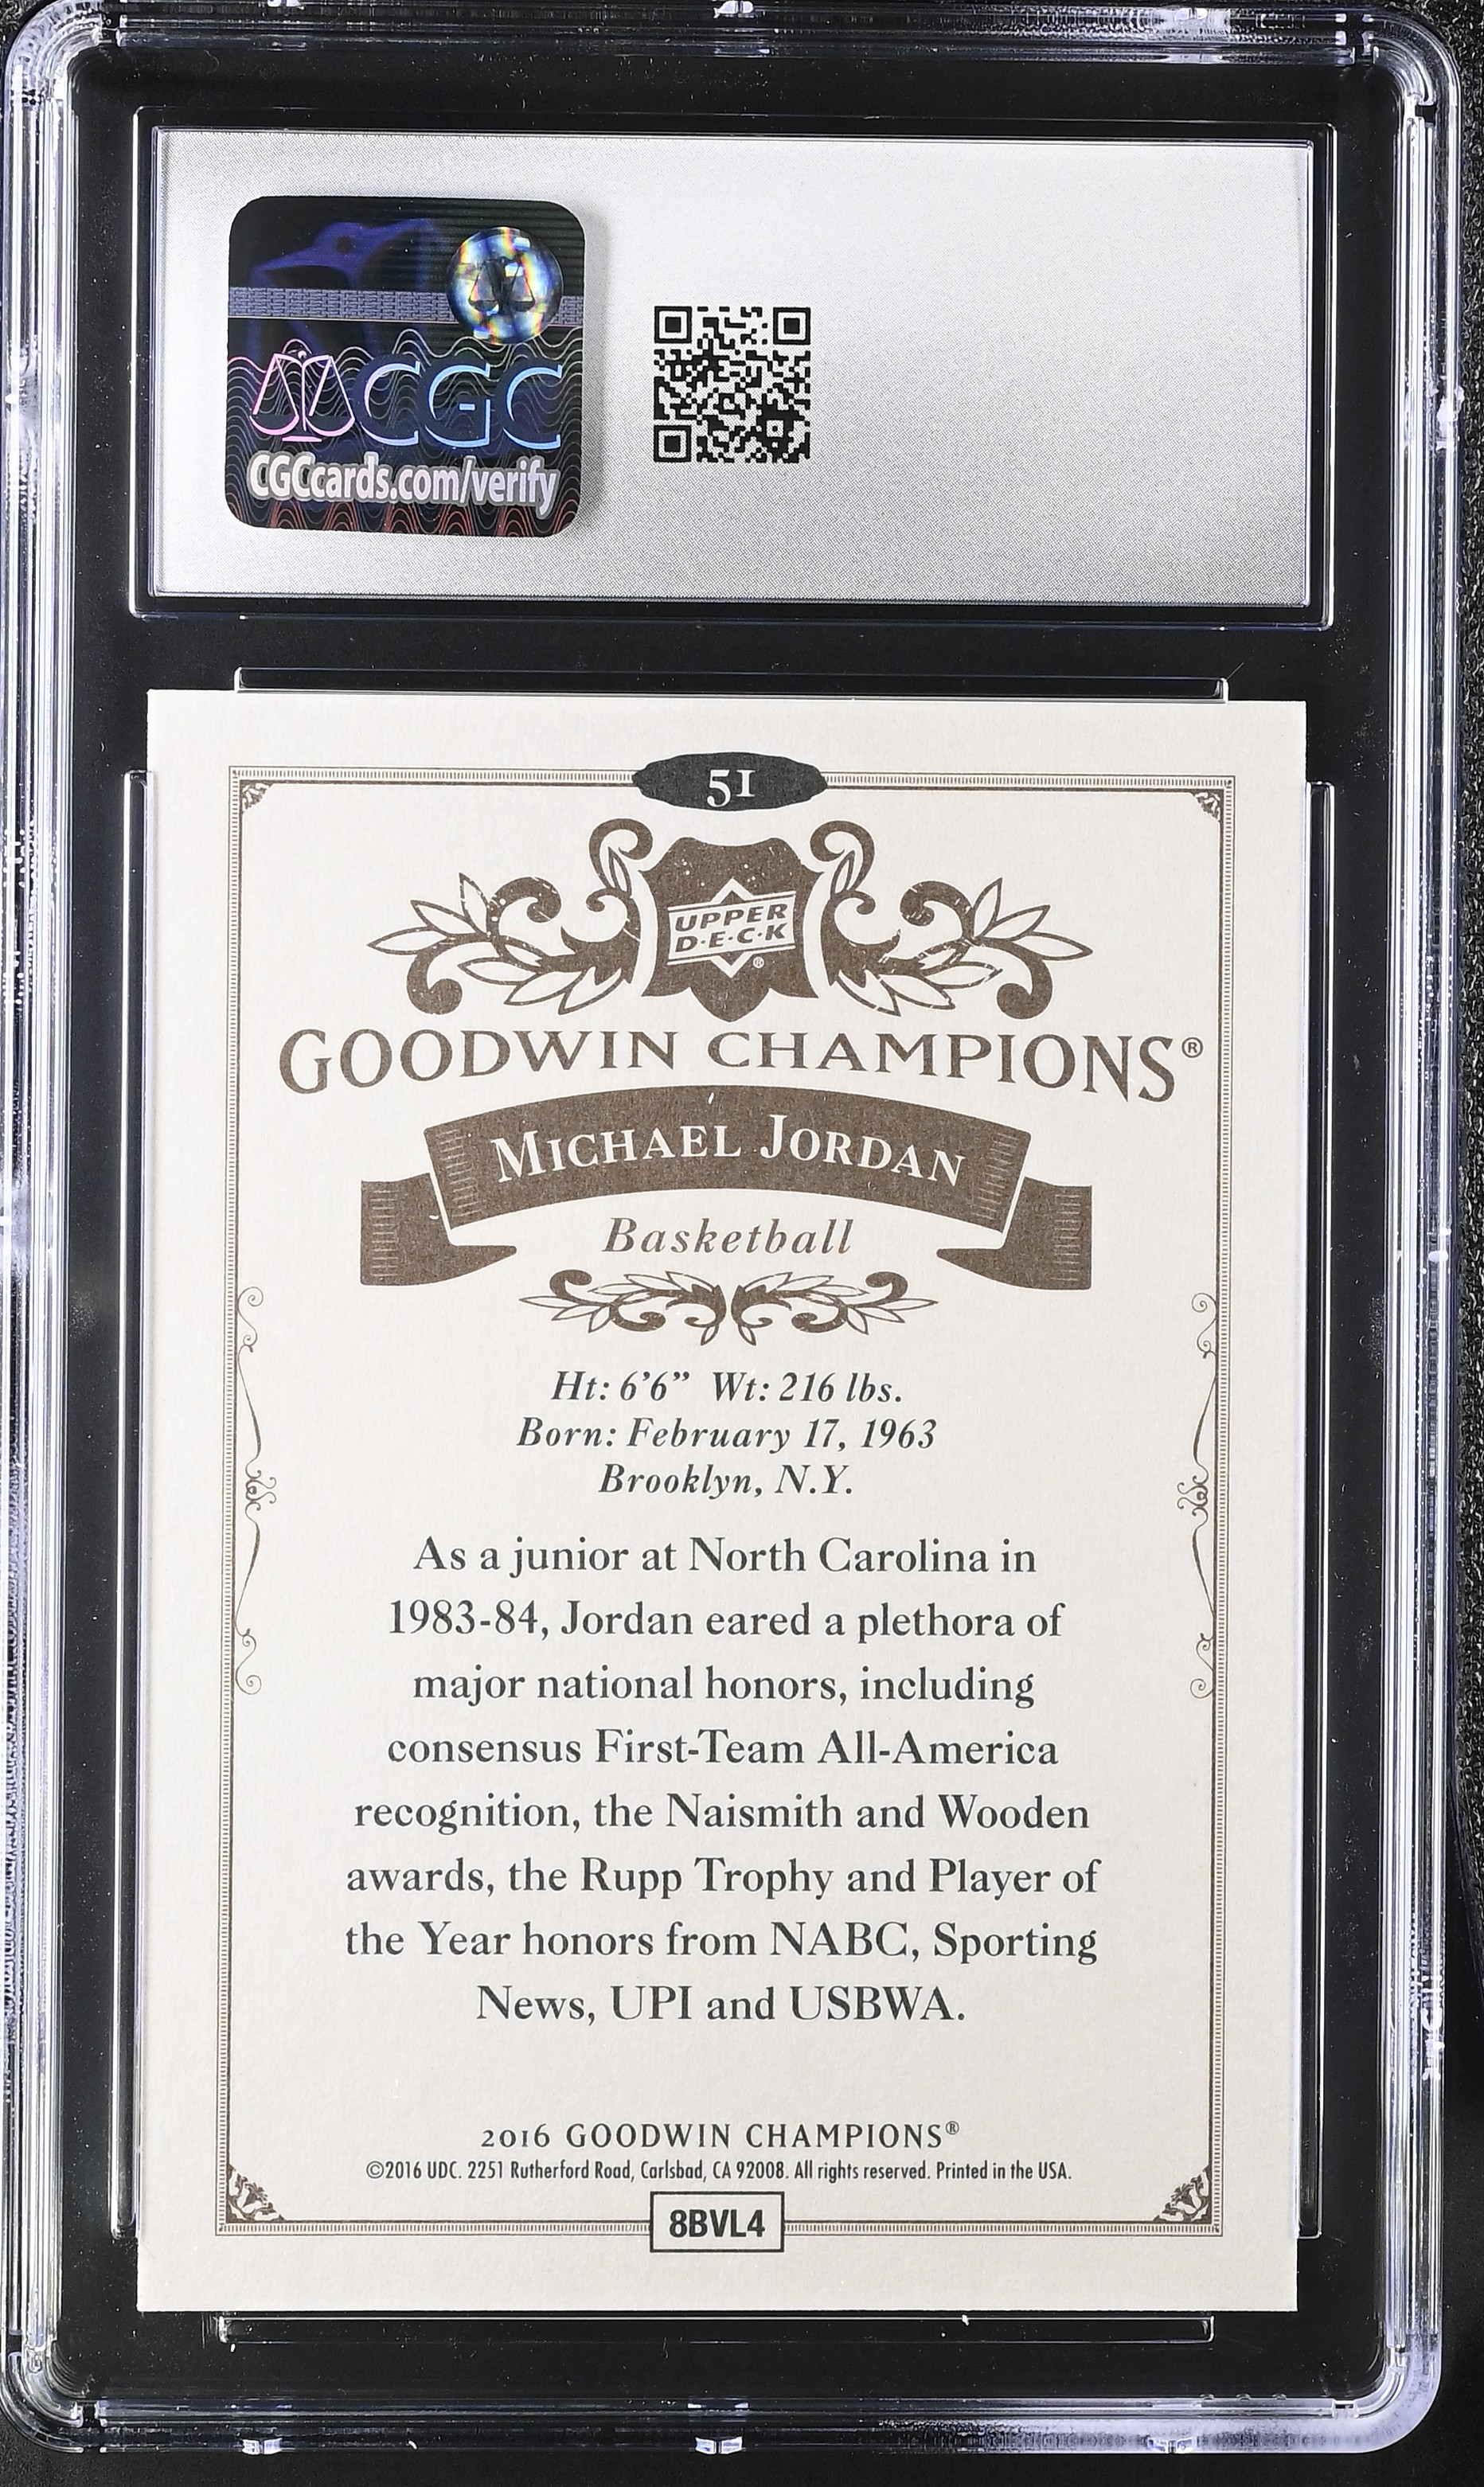 CGC
CGCcards.com/verify
51
UPPER
D·E·C·K®
GOODWIN CHAMPIONS®
MICHAEL JORDAN
Basketball
Ht: 6’6” Wt: 216 lbs.
Born: February 17, 1963
Brooklyn, N.Y.
As a junior at North Carolina in
1983-84, Jordan eared a plethora of
major national honors, including
consensus First-Team All-America
recognition, the Naismith and Wooden
awards, the Rupp Trophy and Player of
the Year honors from NABC, Sporting
News, UPI and USBWA.
2016 GOODWIN CHAMPIONS®
©2016 UDC. 2251 Rutherford Road, Carlsbad, CA 92008. All rights reserved. Printed in the USA.
8BVL4